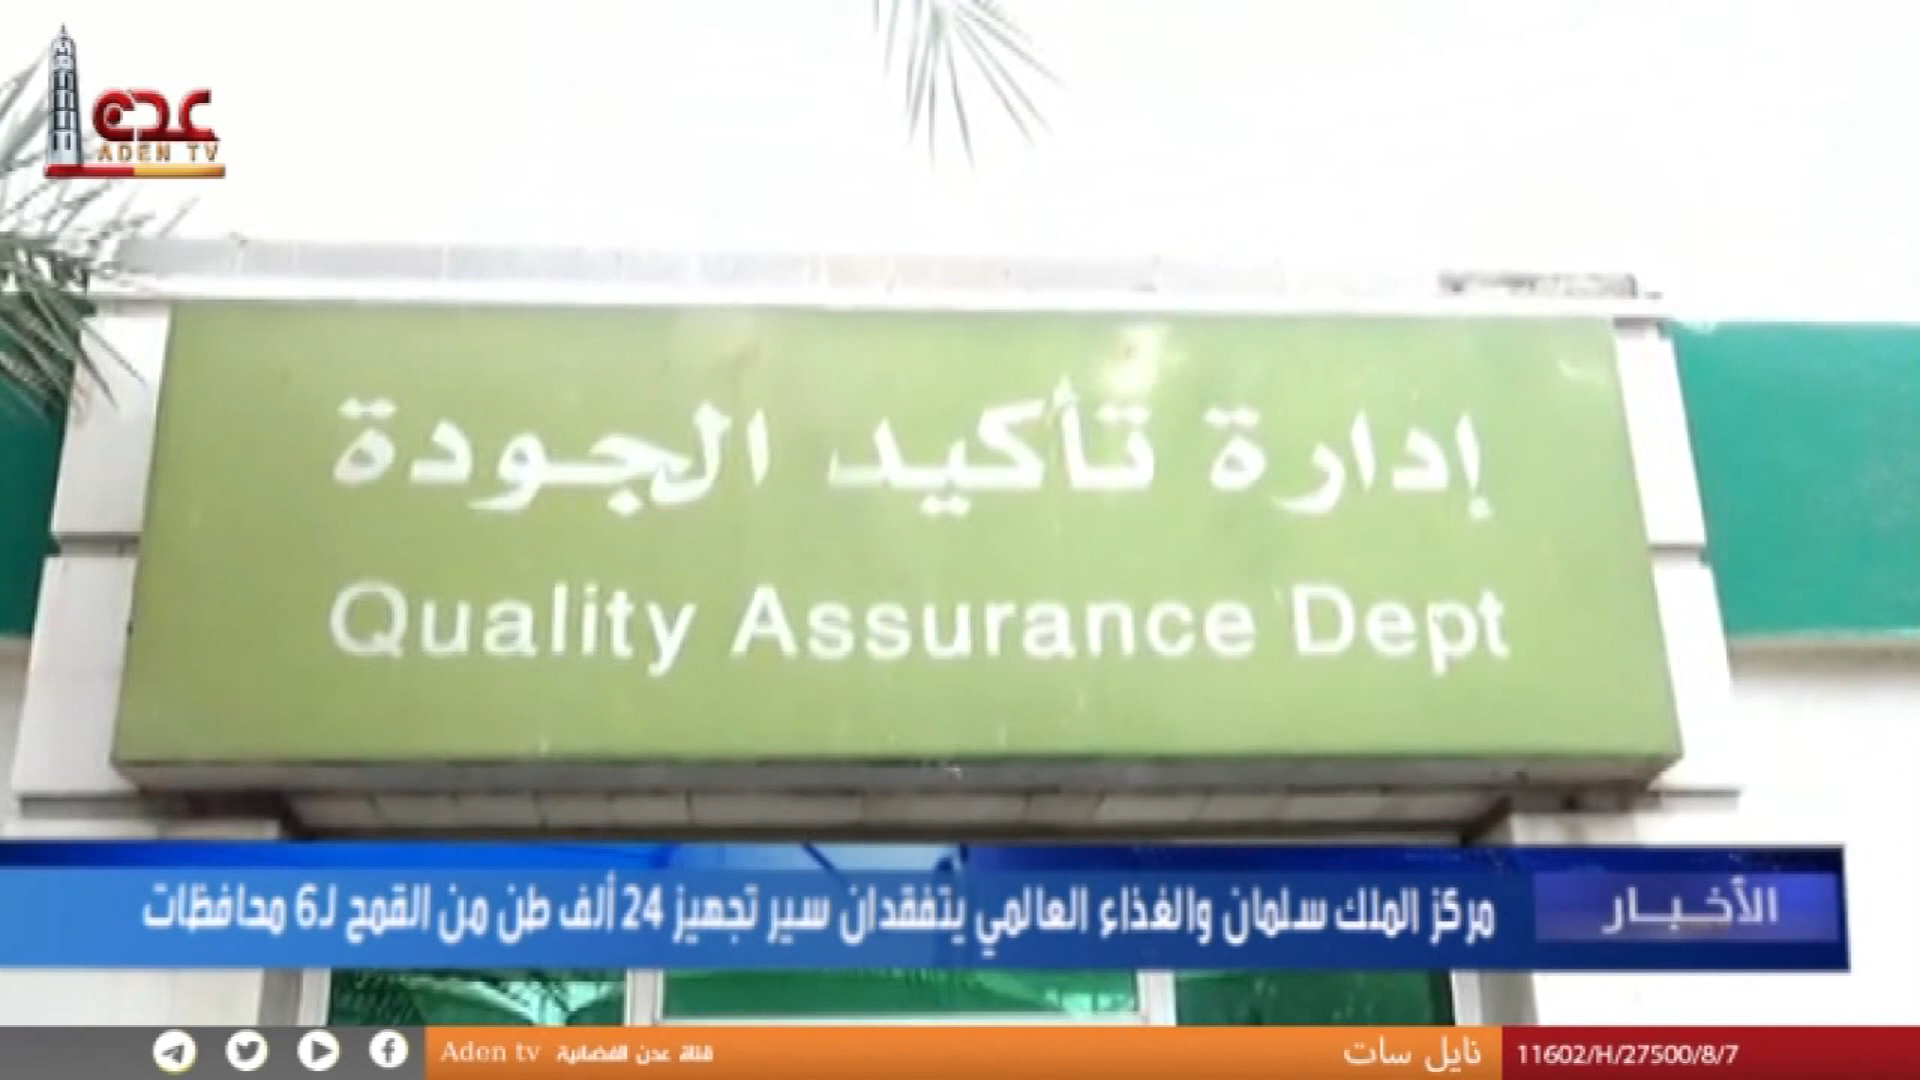 عدن
ADEN TV
إدارة تأكيد الجودة
Quality Assurance Dept
الأخبار
مركز الملك سلمان والغذاء العالمي يتفقدان سير تجهيز 24 ألف طن من القمح لـ6 محافظات
Aden tv قناة عدن الفضائية
نايل سات
11602/H/27500/8/7